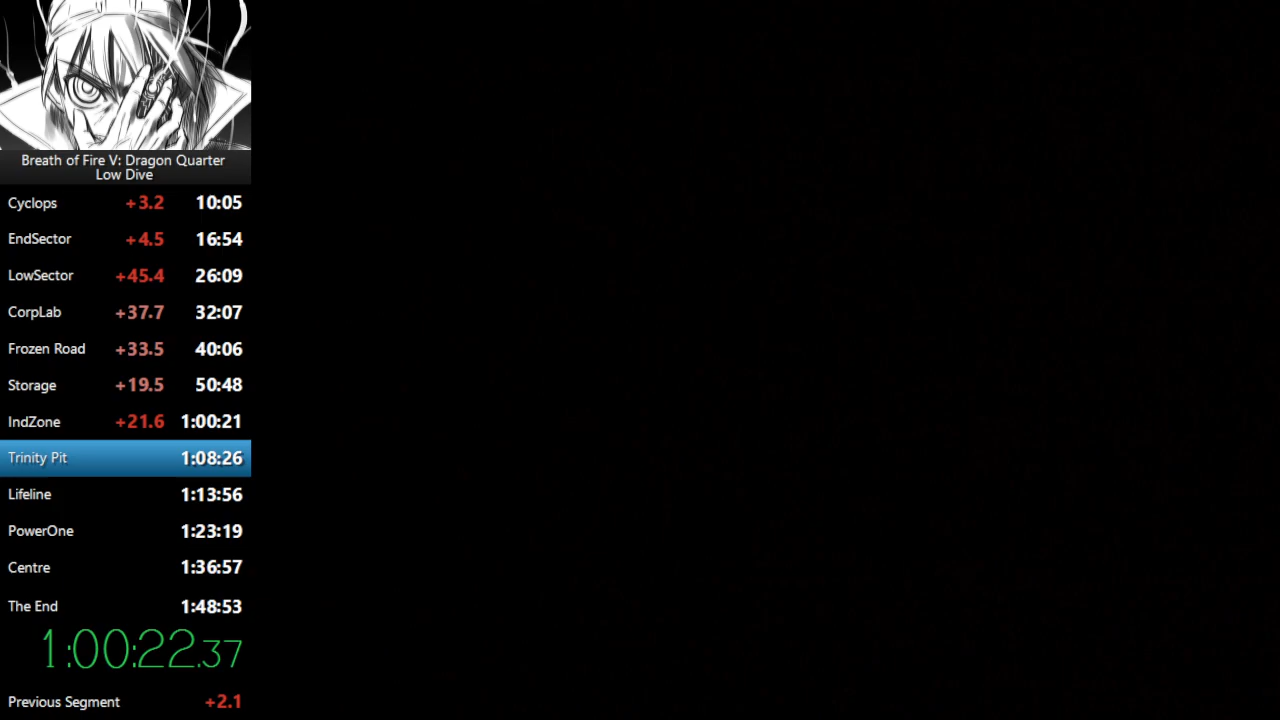 Breath of Fire V: Dragon Quarter
Low Dive
Cyclops +3.2 10:05
EndSector +4.5 16:54
LowSector +45.4 26:09
CorpLab +37.7 32:07
Frozen Road +33.5 40:06
Storage +19.5 50:48
IndZone +21.6 1:00:21
Trinity Pit 1:08:26
Lifeline 1:13:56
PowerOne 1:23:19
Centre 1:36:57
The End 1:48:53
1:00:22.37
Previous Segment +2.1